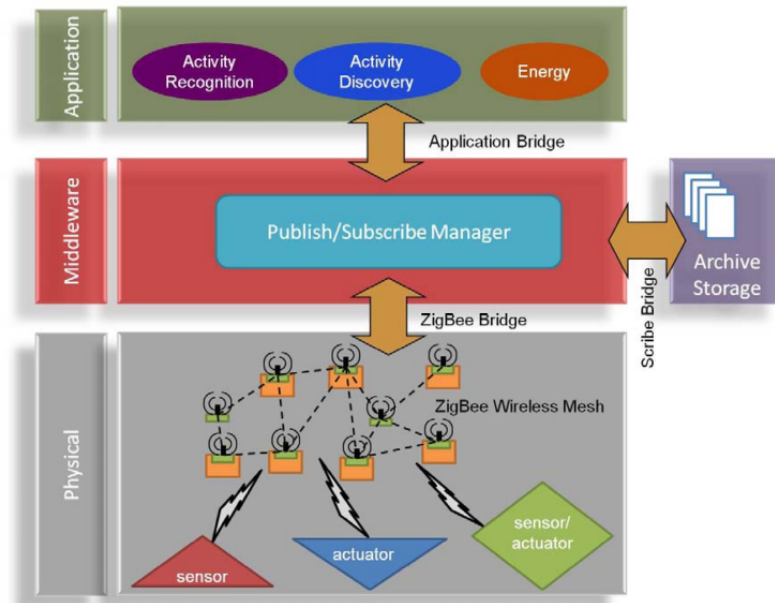 Application
Activity
Recognition
Activity
Discovery
Energy
Application Bridge
Middleware
Publish/Subscribe Manager
Archive
Storage
Scribe Bridge
ZigBee Bridge
Physical
ZigBee Wireless Mesh
sensor
actuator
sensor/
actuator